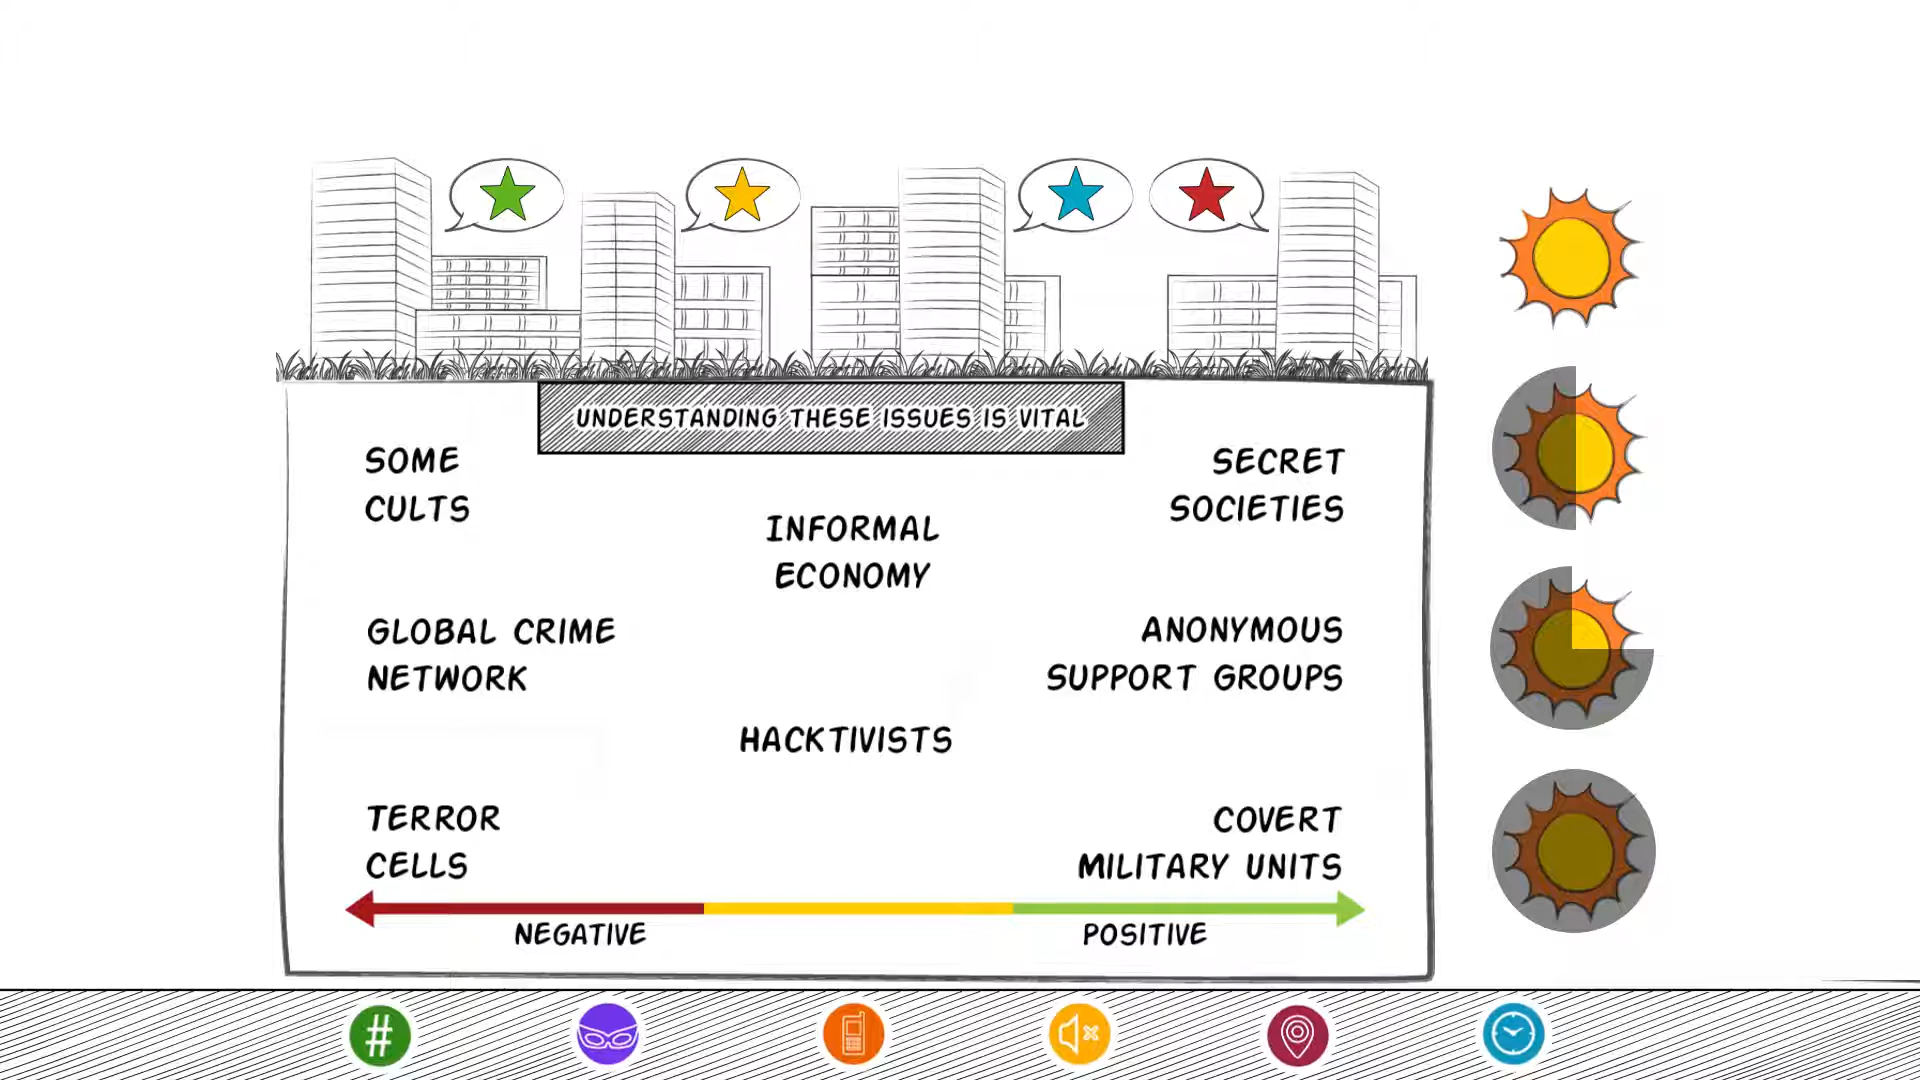 UNDERSTANDING THESE ISSUES IS VITAL
SOME
CULTS
SECRET
SOCIETIES
INFORMAL
ECONOMY
GLOBAL CRIME
NETWORK
ANONYMOUS
SUPPORT GROUPS
HACKTIVISTS
TERROR
CELLS
COVERT
MILITARY UNITS
NEGATIVE
POSITIVE
#